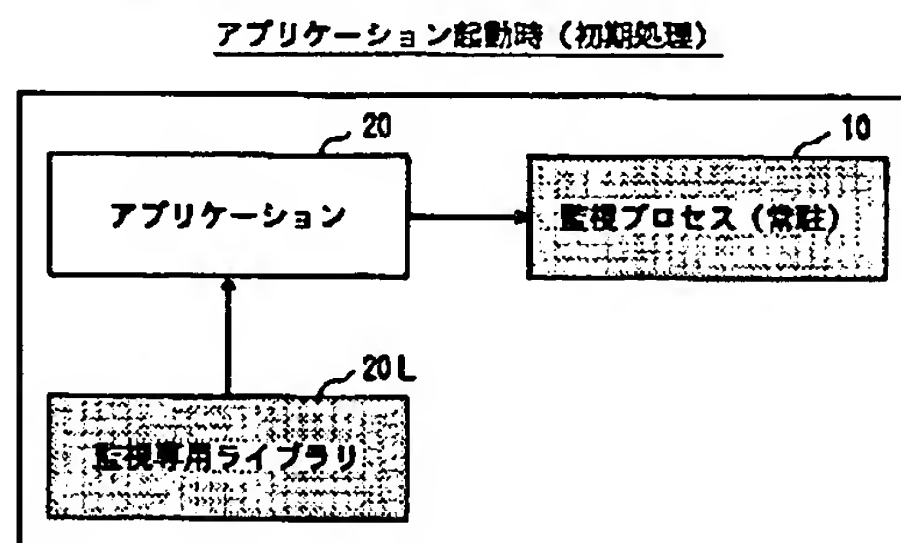 アプリケーション起動時（初期処理）
20
10
アプリケーション
監視プロセス（常駐）
20L
監視専用ライブラリ